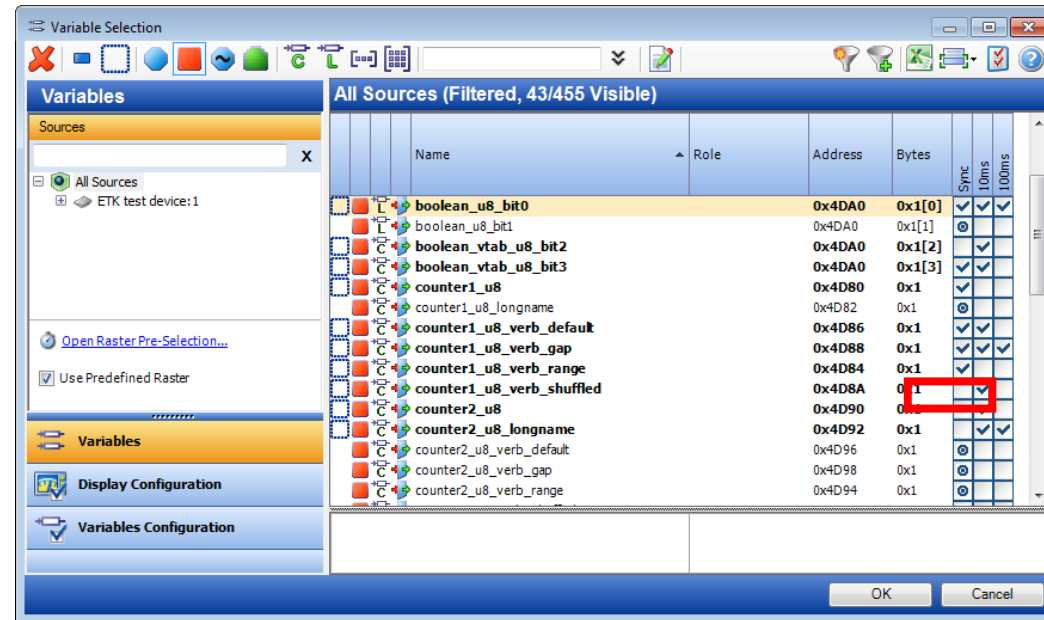 Variable Selection
C L
Variables
All Sources (Filtered, 43/455 Visible)
Sources
X
All Sources
ETK test device:1
Open Raster Pre-Selection...
Use Predefined Raster
Variables
Display Configuration
Variables Configuration
Name Role Address Bytes Sync 10ms 100ms
L boolean_u8_bit0 0x4DA0 0x1[0]
L boolean_u8_bit1 0x4DA0 0x1[1]
C boolean_vtab_u8_bit2 0x4DA0 0x1[2]
C boolean_vtab_u8_bit3 0x4DA0 0x1[3]
C counter1_u8 0x4D80 0x1
C counter1_u8_longname 0x4D82 0x1
C counter1_u8_verb_default 0x4D86 0x1
C counter1_u8_verb_gap 0x4D88 0x1
C counter1_u8_verb_range 0x4D84 0x1
C counter1_u8_verb_shuffled 0x4D8A 0x1
C counter2_u8 0x4D90
C counter2_u8_longname 0x4D92 0x1
C counter2_u8_verb_default 0x4D96 0x1
C counter2_u8_verb_gap 0x4D98 0x1
C counter2_u8_verb_range 0x4D94 0x1
OK Cancel